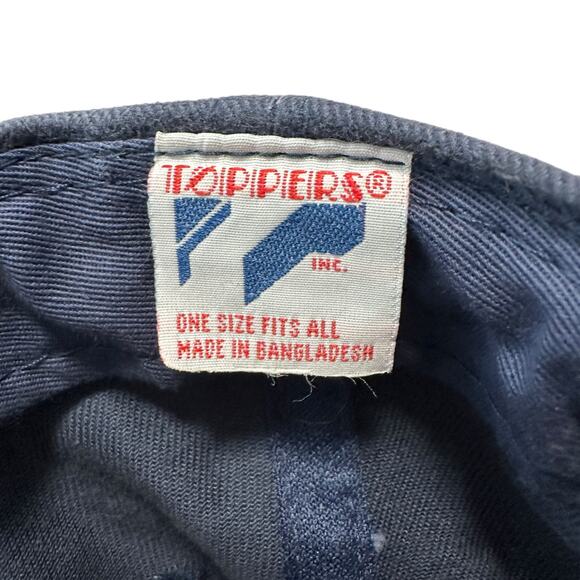 TOPPERS®
INC.
ONE SIZE FITS ALL
MADE IN BANGLADESH